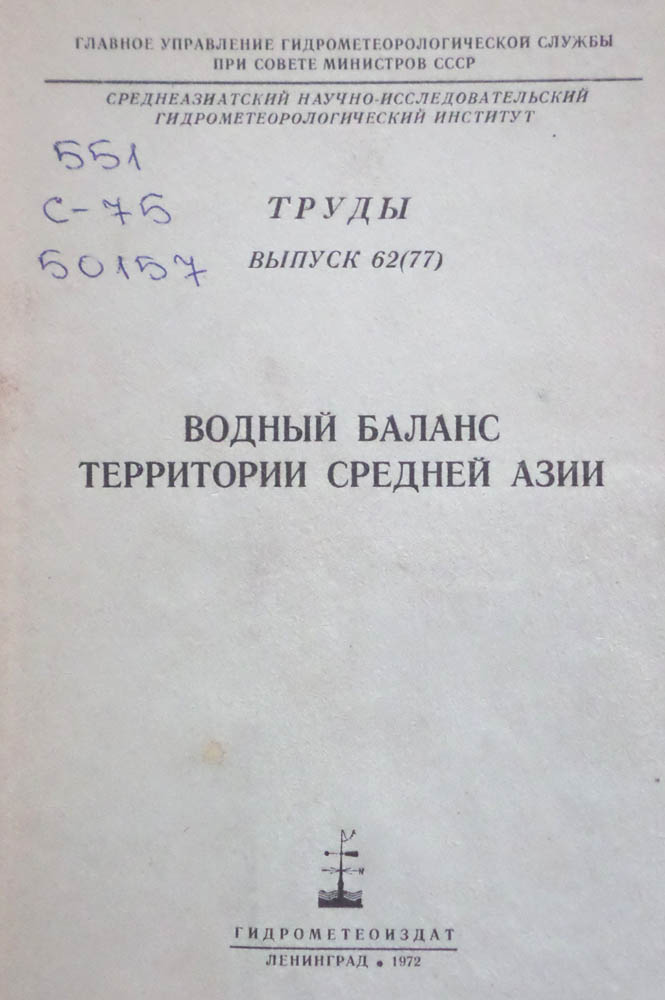 ГЛАВНОЕ УПРАВЛЕНИЕ ГИДРОМЕТЕОРОЛОГИЧЕСКОЙ СЛУЖБЫ
ПРИ СОВЕТЕ МИНИСТРОВ СССР
СРЕДНЕАЗИАТСКИЙ НАУЧНО-ИССЛЕДОВАТЕЛЬСКИЙ
ГИДРОМЕТЕОРОЛОГИЧЕСКИЙ ИНСТИТУТ
551
С-75
ТРУДЫ
50157
ВЫПУСК 62(77)
ВОДНЫЙ БАЛАНС
ТЕРРИТОРИИ СРЕДНЕЙ АЗИИ
ГИДРОМЕТЕОИЗДАТ
ЛЕНИНГРАД • 1972